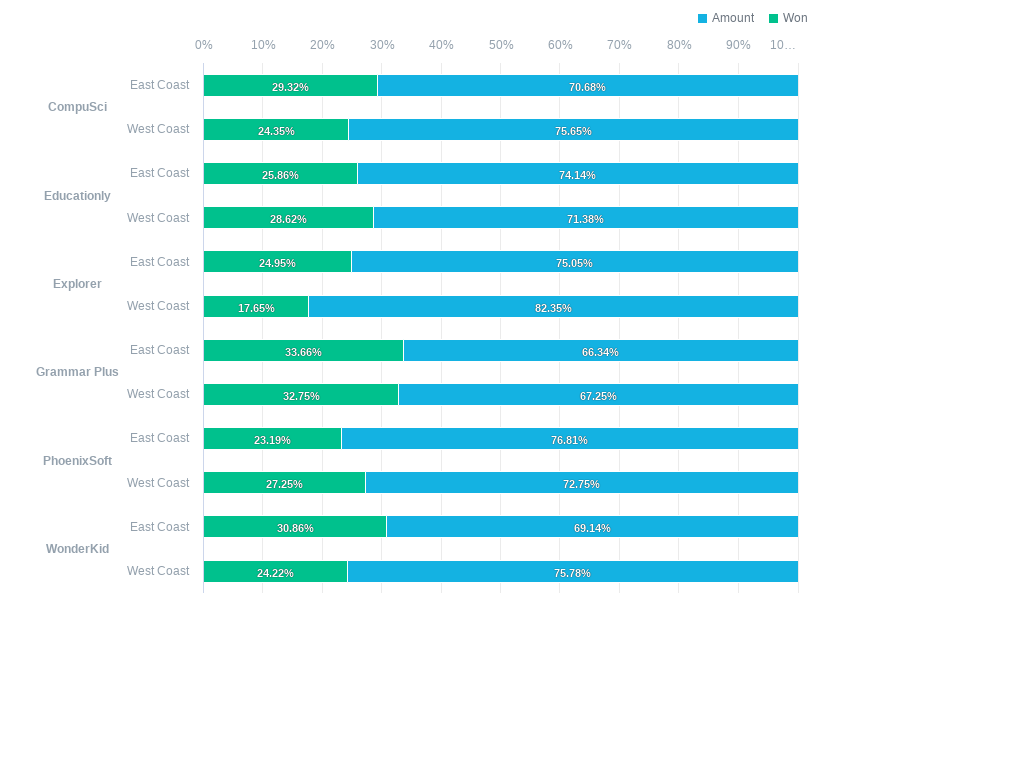 Amount Won
0% 10% 20% 30% 40% 50% 60% 70% 80% 90% 10…
CompuSci
East Coast 29.32% 70.68%
West Coast 24.35% 75.65%
Educationly
East Coast 25.86% 74.14%
West Coast 28.62% 71.38%
Explorer
East Coast 24.95% 75.05%
West Coast 17.65% 82.35%
Grammar Plus
East Coast 33.66% 66.34%
West Coast 32.75% 67.25%
PhoenixSoft
East Coast 23.19% 76.81%
West Coast 27.25% 72.75%
WonderKid
East Coast 30.86% 69.14%
West Coast 24.22% 75.78%